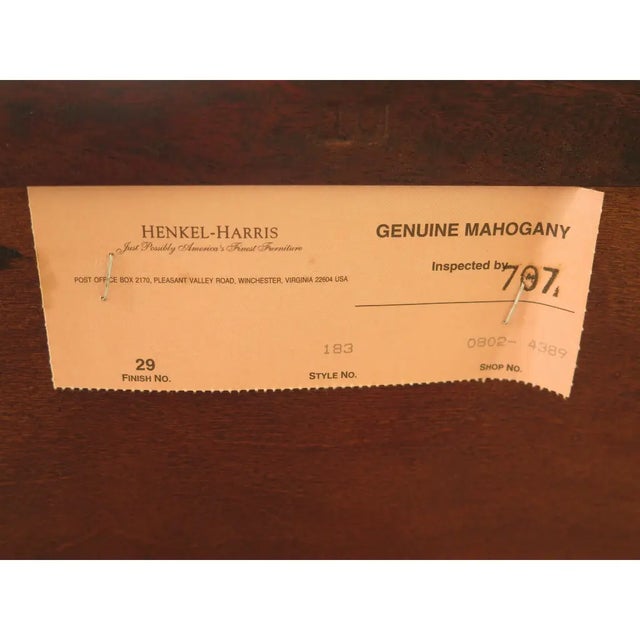 HENKEL-HARRIS
Just Possibly America's Finest Furniture
POST OFFICE BOX 2170, PLEASANT VALLEY ROAD, WINCHESTER, VIRGINIA 22604 USA
GENUINE MAHOGANY
Inspected by 707
29
FINISH NO.
183
STYLE NO.
0802- 4389
SHOP NO.